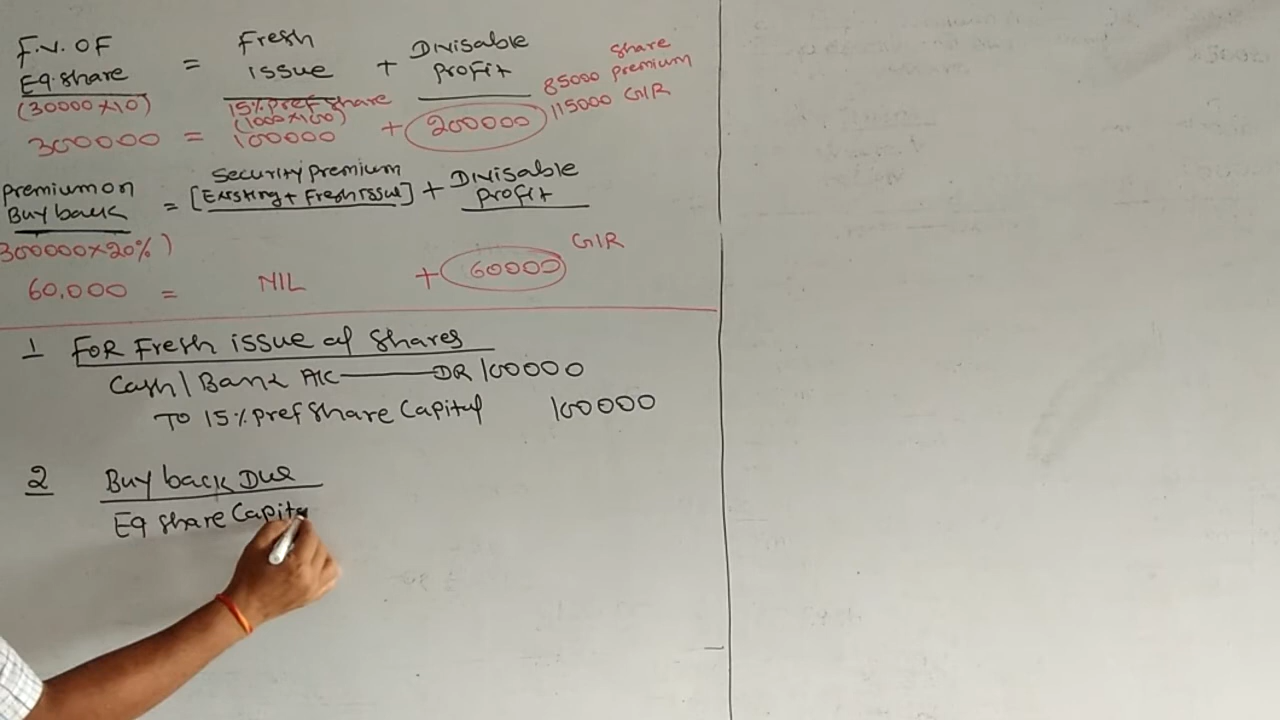 F.V. OF Eq. share = Fresh issue + Divisable profit
(30000×10) 15% pref share (1000×100) 85000 share premium
300000 = 100000 + 200000 115000 G/R
premium on Buy back = Security premium [Existing + Fresh issue] + Divisable profit
300000×20%) G/R
60,000 = NIL + 60000
1 FOR Fresh issue of shares
Cash/Bank A/C DR 100000
To 15% pref share Capital 100000
2 Buy back Due
Eq share Capita